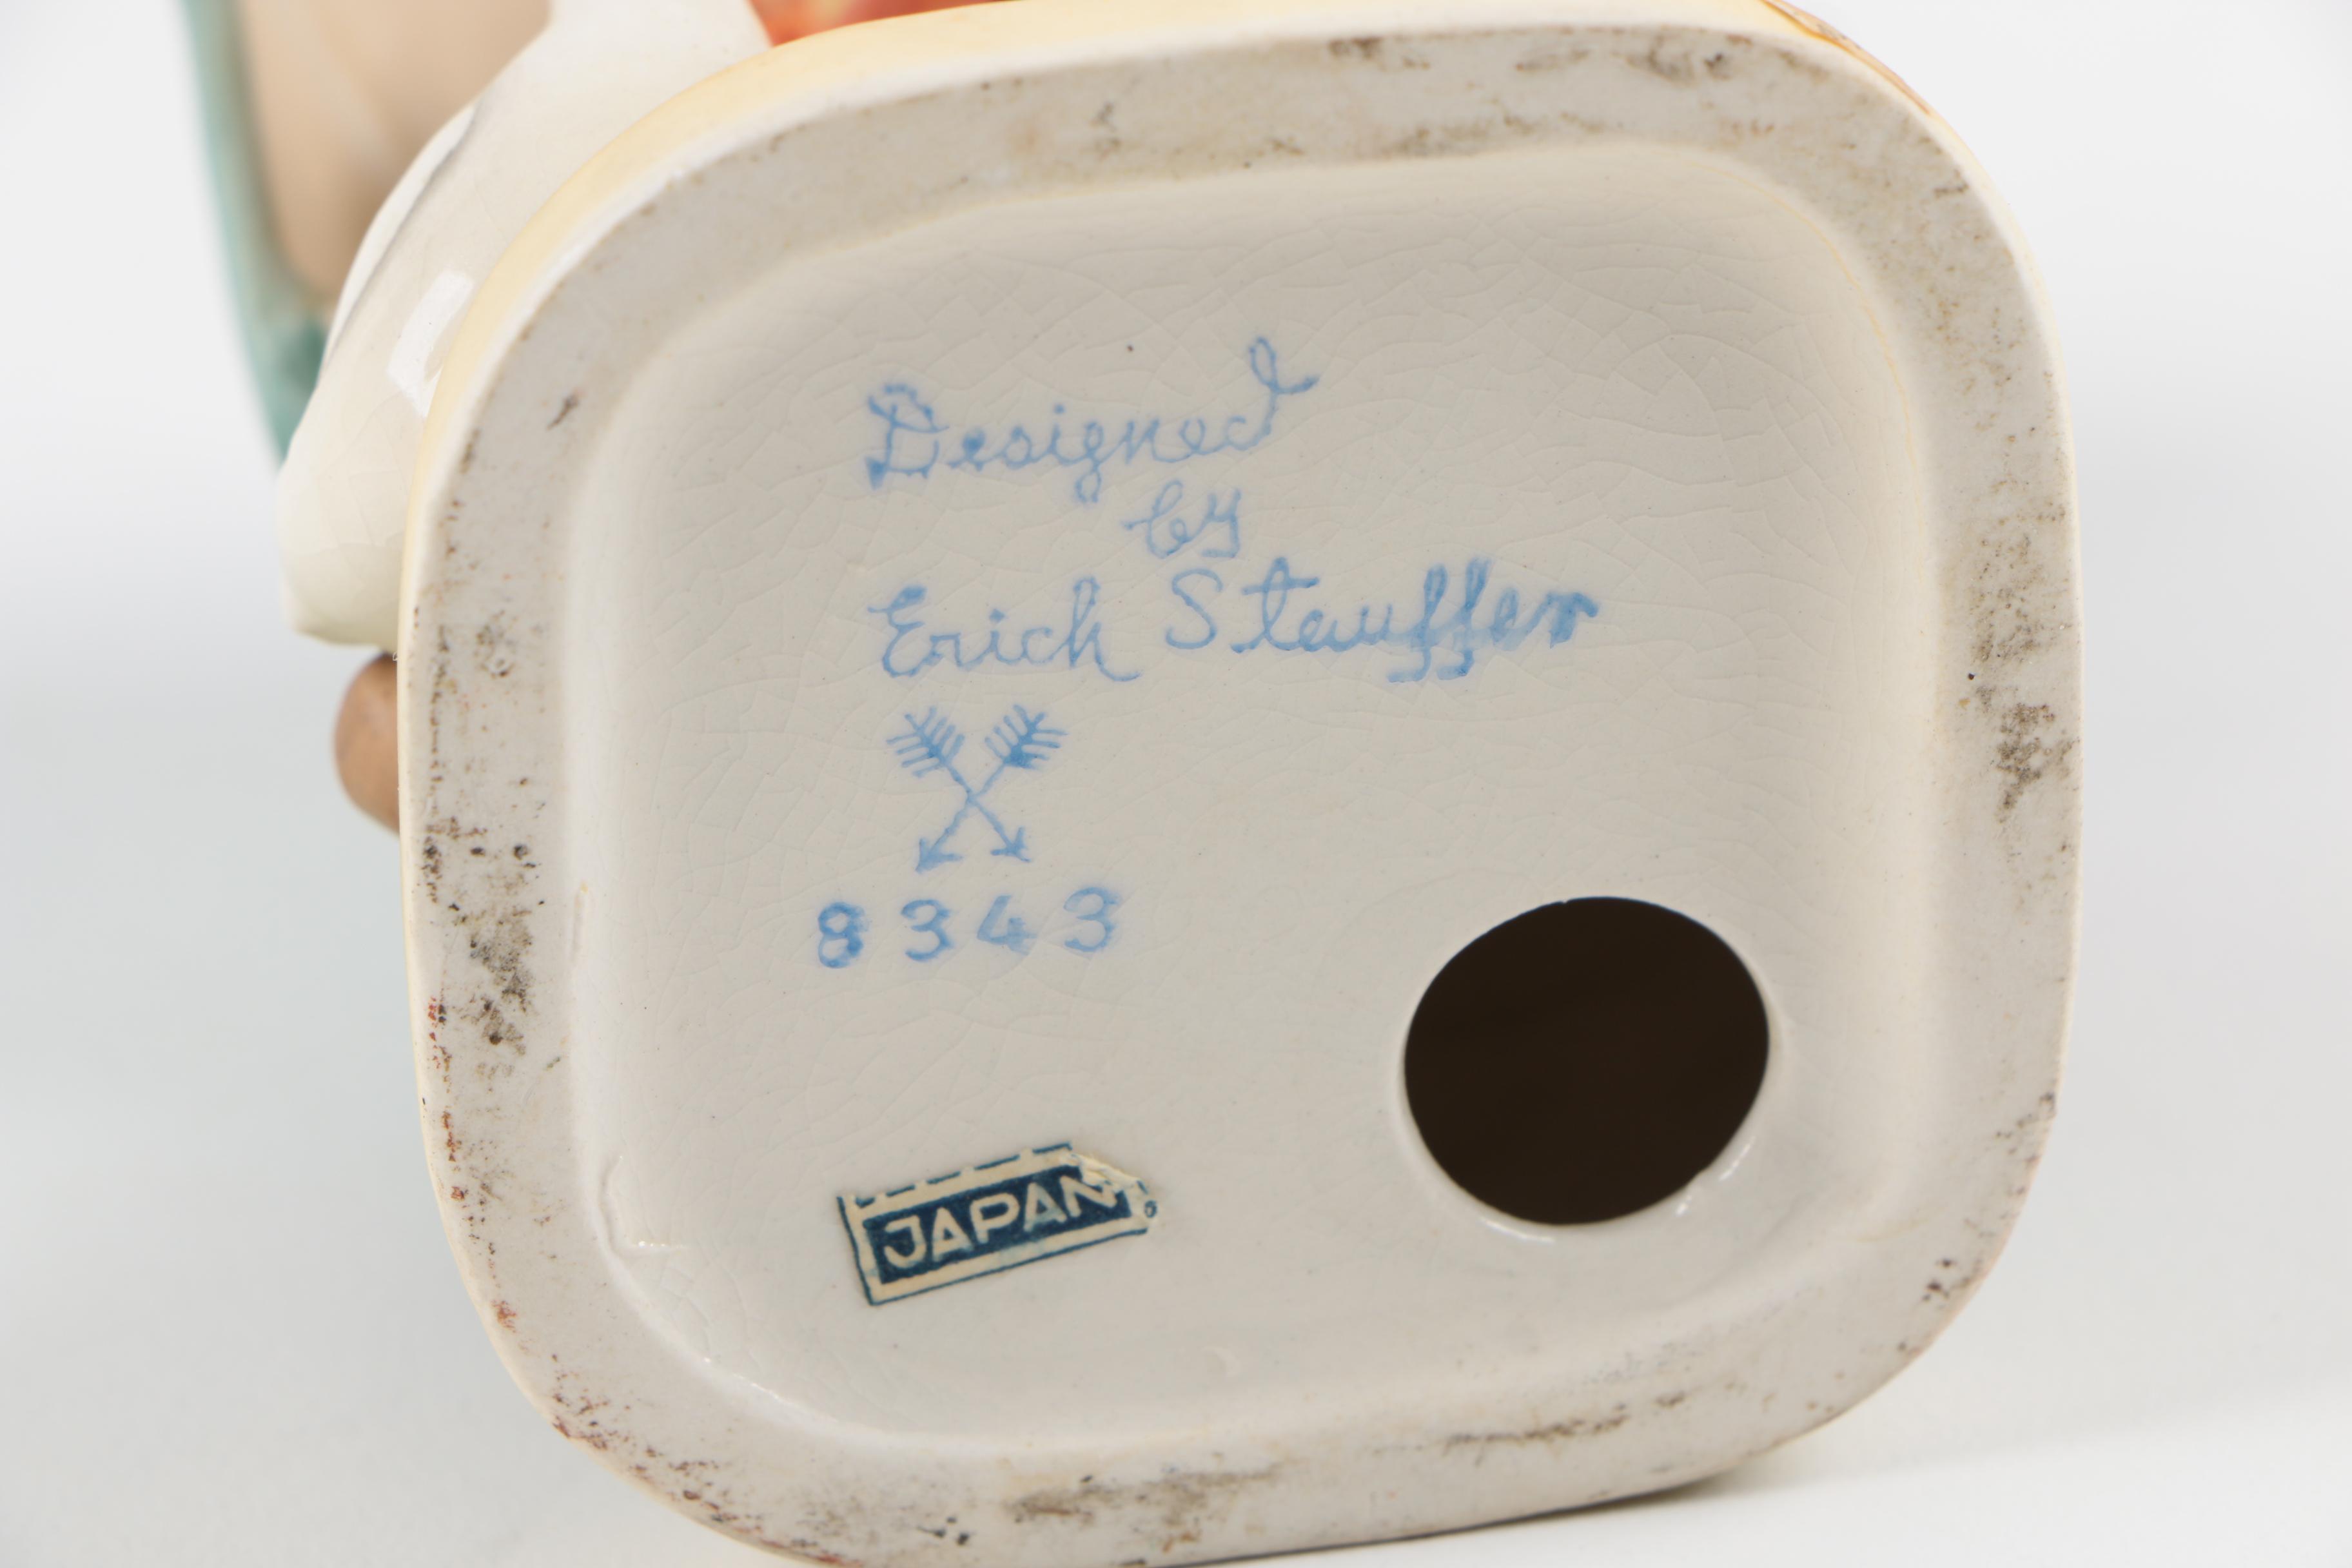 Designed
by
Erich Stauffer
8343
JAPAN